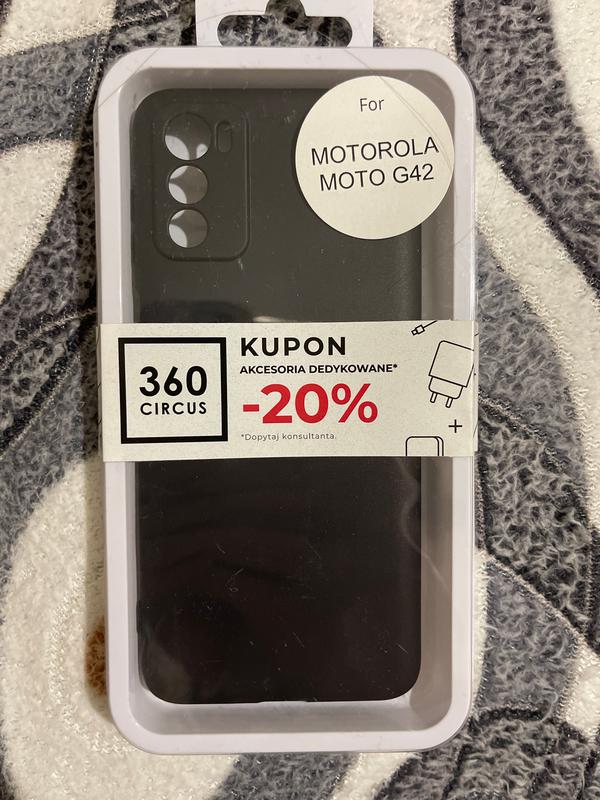 For
MOTOROLA
MOTO G42
360
CIRCUS
KUPON
AKCESORIA DEDYKOWANE*
-20%
*Dopytaj konsultanta.
+